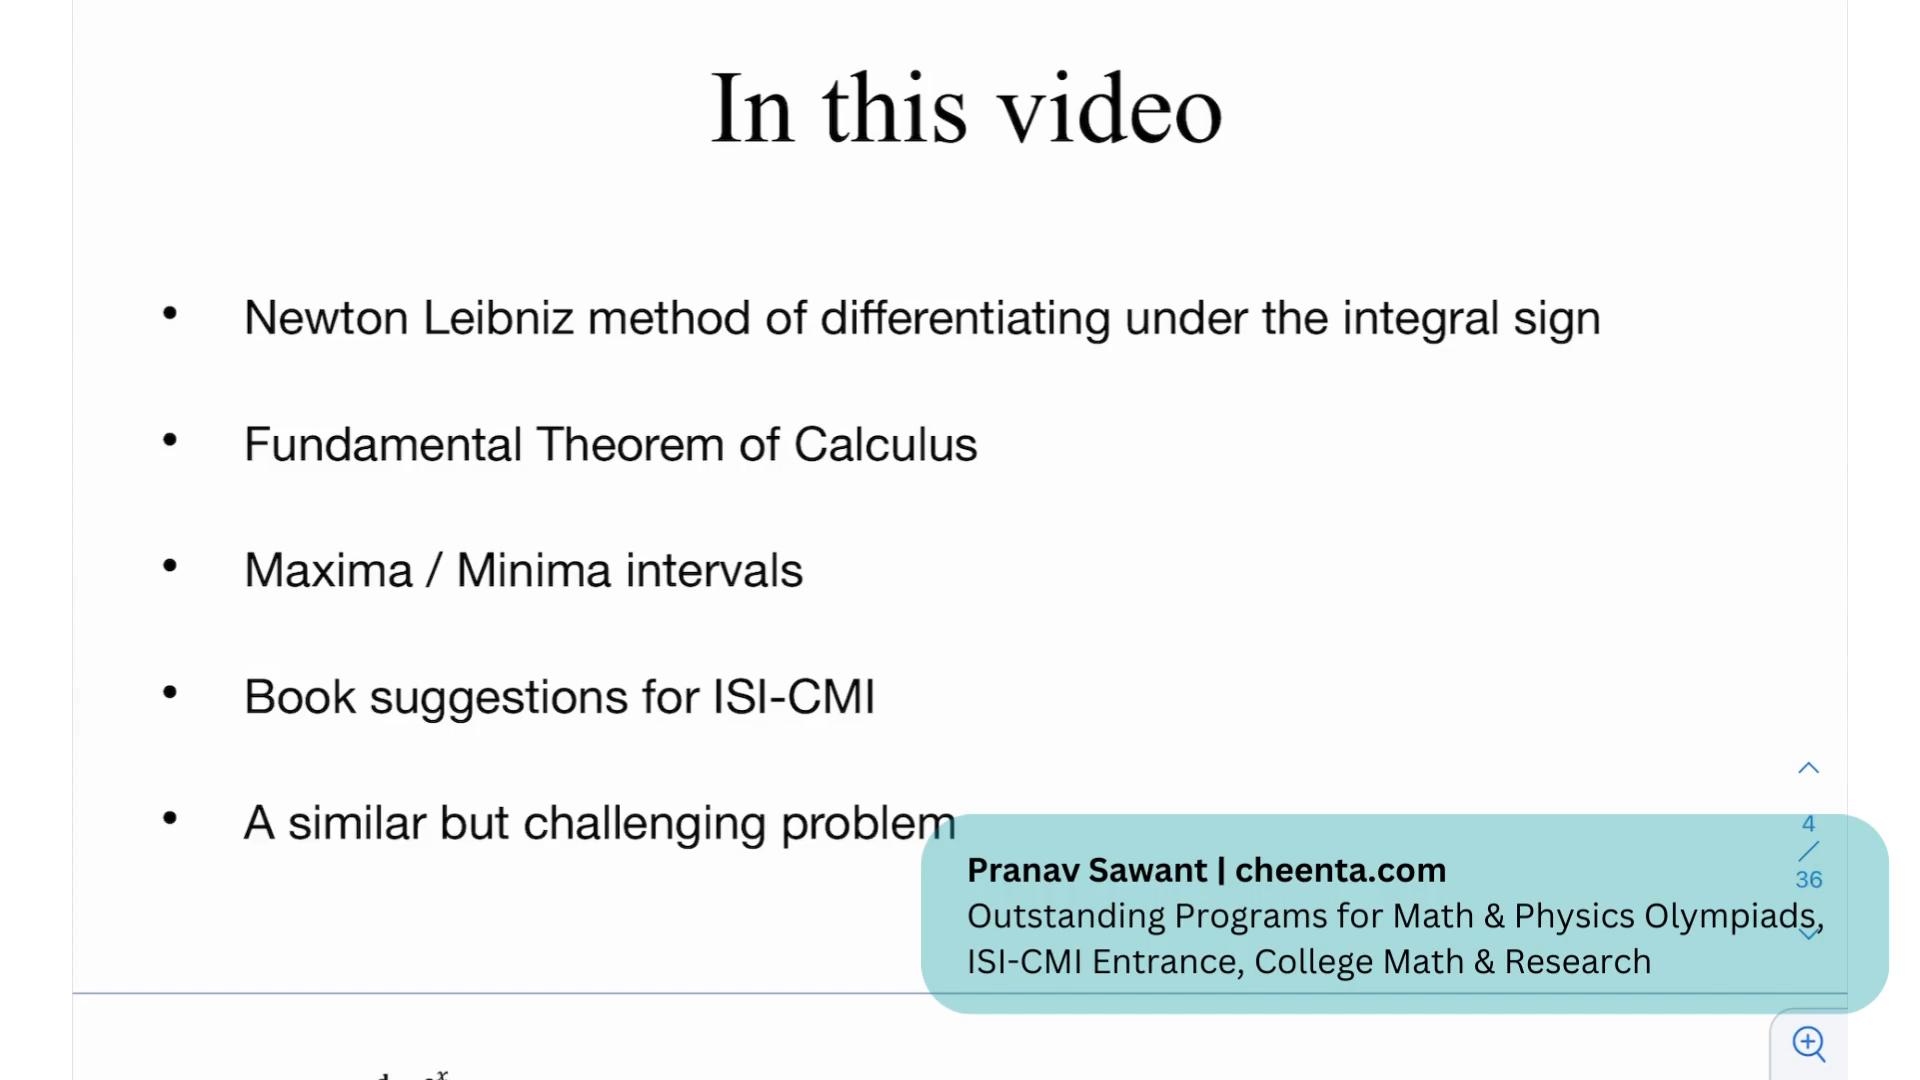 In this video
• Newton Leibniz method of differentiating under the integral sign
• Fundamental Theorem of Calculus
• Maxima / Minima intervals
• Book suggestions for ISI-CMI
• A similar but challenging problem
4
/
36
Pranav Sawant | cheenta.com
Outstanding Programs for Math & Physics Olympiads,
ISI-CMI Entrance, College Math & Research